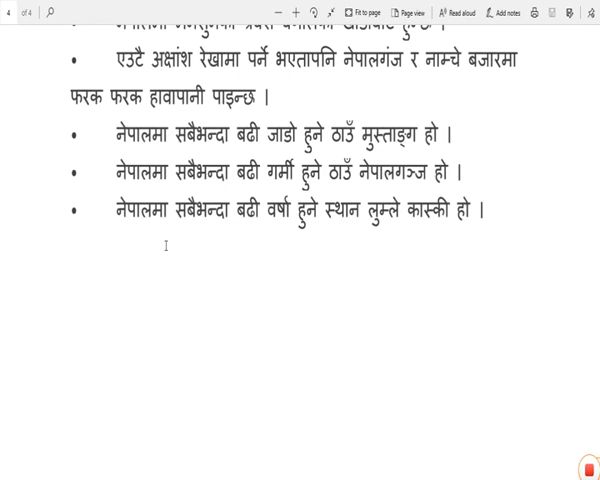 4 of 4 Fit to page Page view Read aloud Add notes
• एउटै अक्षांश रेखामा पर्ने भएतापनि नेपालगंज र नाम्चे बजारमा
फरक फरक हावापानी पाइन्छ ।
• नेपालमा सबैभन्दा बढी जाडो हुने ठाउँ मुस्ताङ्ग हो ।
• नेपालमा सबैभन्दा बढी गर्मी हुने ठाउँ नेपालगञ्ज हो ।
• नेपालमा सबैभन्दा बढी वर्षा हुने स्थान लुम्ले कास्की हो ।